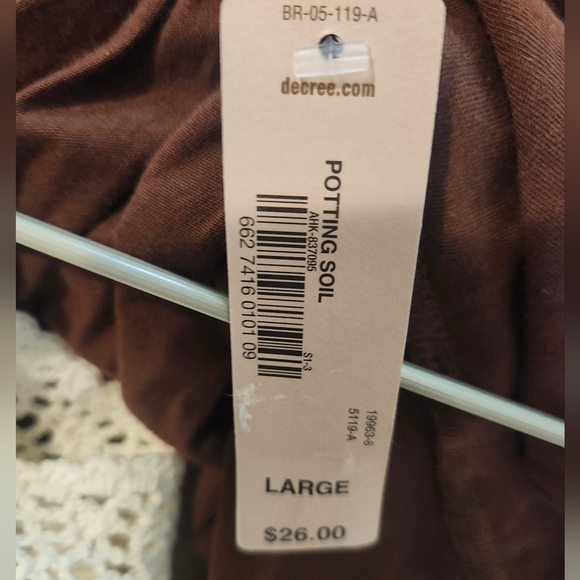 BR-05-119-A
decree.com
POTTING SOIL
AHK-837095
662 7416 0101 09
S1-3
19963-8
5119-A
LARGE
$26.00